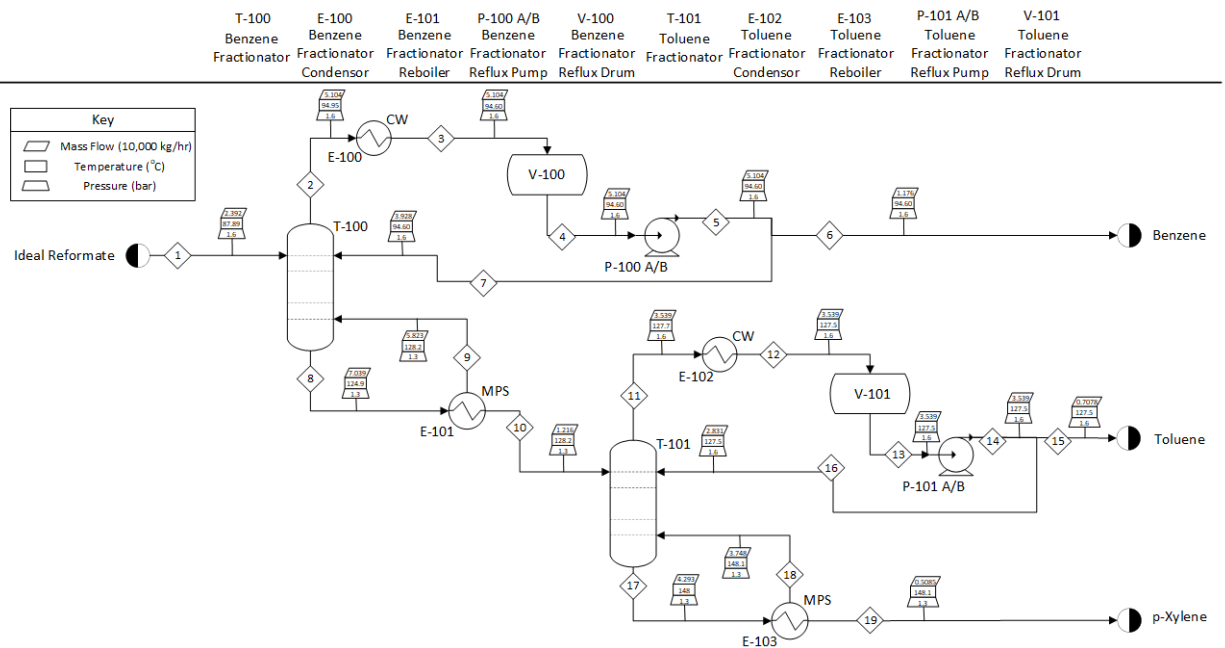 T-100
Benzene
Fractionator
E-100
Benzene
Fractionator
Condensor
E-101
Benzene
Fractionator
Reboiler
P-100 A/B
Benzene
Fractionator
Reflux Pump
V-100
Benzene
Fractionator
Reflux Drum
T-101
Toluene
Fractionator
E-102
Toluene
Fractionator
Condensor
E-103
Toluene
Fractionator
Reboiler
P-101 A/B
Toluene
Fractionator
Reflux Pump
V-101
Toluene
Fractionator
Reflux Drum
Key
Mass Flow (10,000 kg/hr)
Temperature (°C)
Pressure (bar)
5.104
94.95
1.6
CW
E-100
3
5.104
94.60
1.6
V-100
2
5.104
94.60
1.6
4
P-100 A/B
5
5.104
94.60
1.6
6
1.176
94.60
1.6
Benzene
Ideal Reformate
1
2.392
87.89
1.6
T-100
3.928
94.60
1.6
7
5.823
128.2
1.3
9
8
7.039
124.9
1.3
MPS
E-101
10
1.216
128.2
1.3
3.539
127.7
1.6
CW
E-102
12
3.539
127.5
1.6
V-101
11
T-101
2.831
127.5
1.6
16
13
3.539
127.5
1.6
P-101 A/B
14
3.539
127.5
1.6
15
0.7078
127.5
1.6
Toluene
3.748
148.1
1.3
18
17
4.293
148
1.3
MPS
E-103
19
0.5085
148.1
1.3
p-Xylene